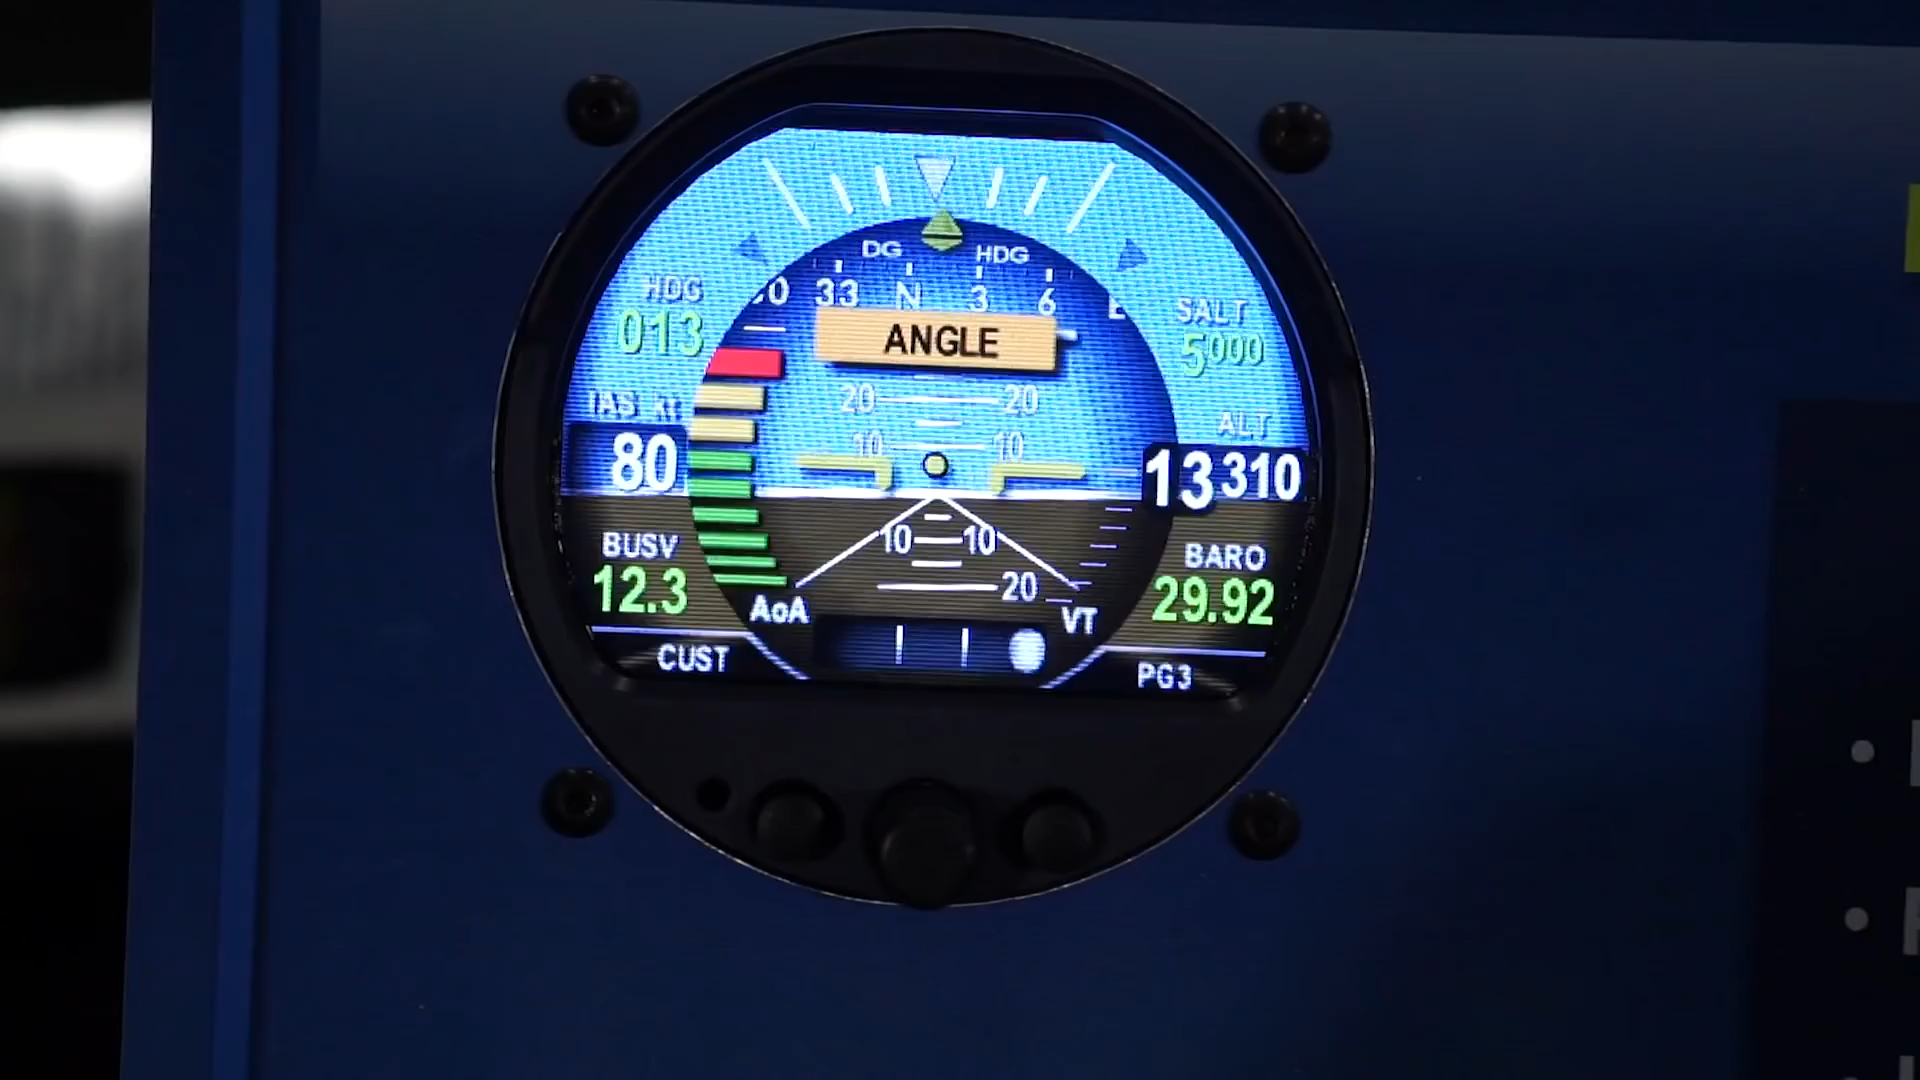 DG HDG
33 N 3 6
HDG
013
SALT
5000
ANGLE
20 20
IAS kt
80
10 10
ALT
13310
10 10
BUSV
12.3
BARO
29.92
20
AoA
VT
CUST
PG3